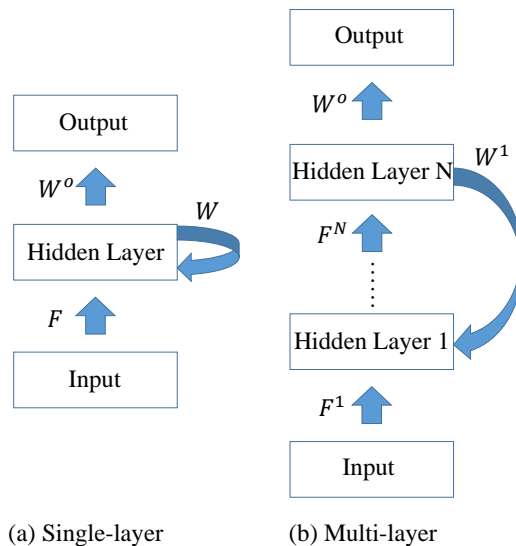 Output
W^o
W
Hidden Layer
F
Input
(a) Single-layer
Output
W^o
Hidden Layer N
W^1
F^N
......
Hidden Layer 1
F^1
Input
(b) Multi-layer